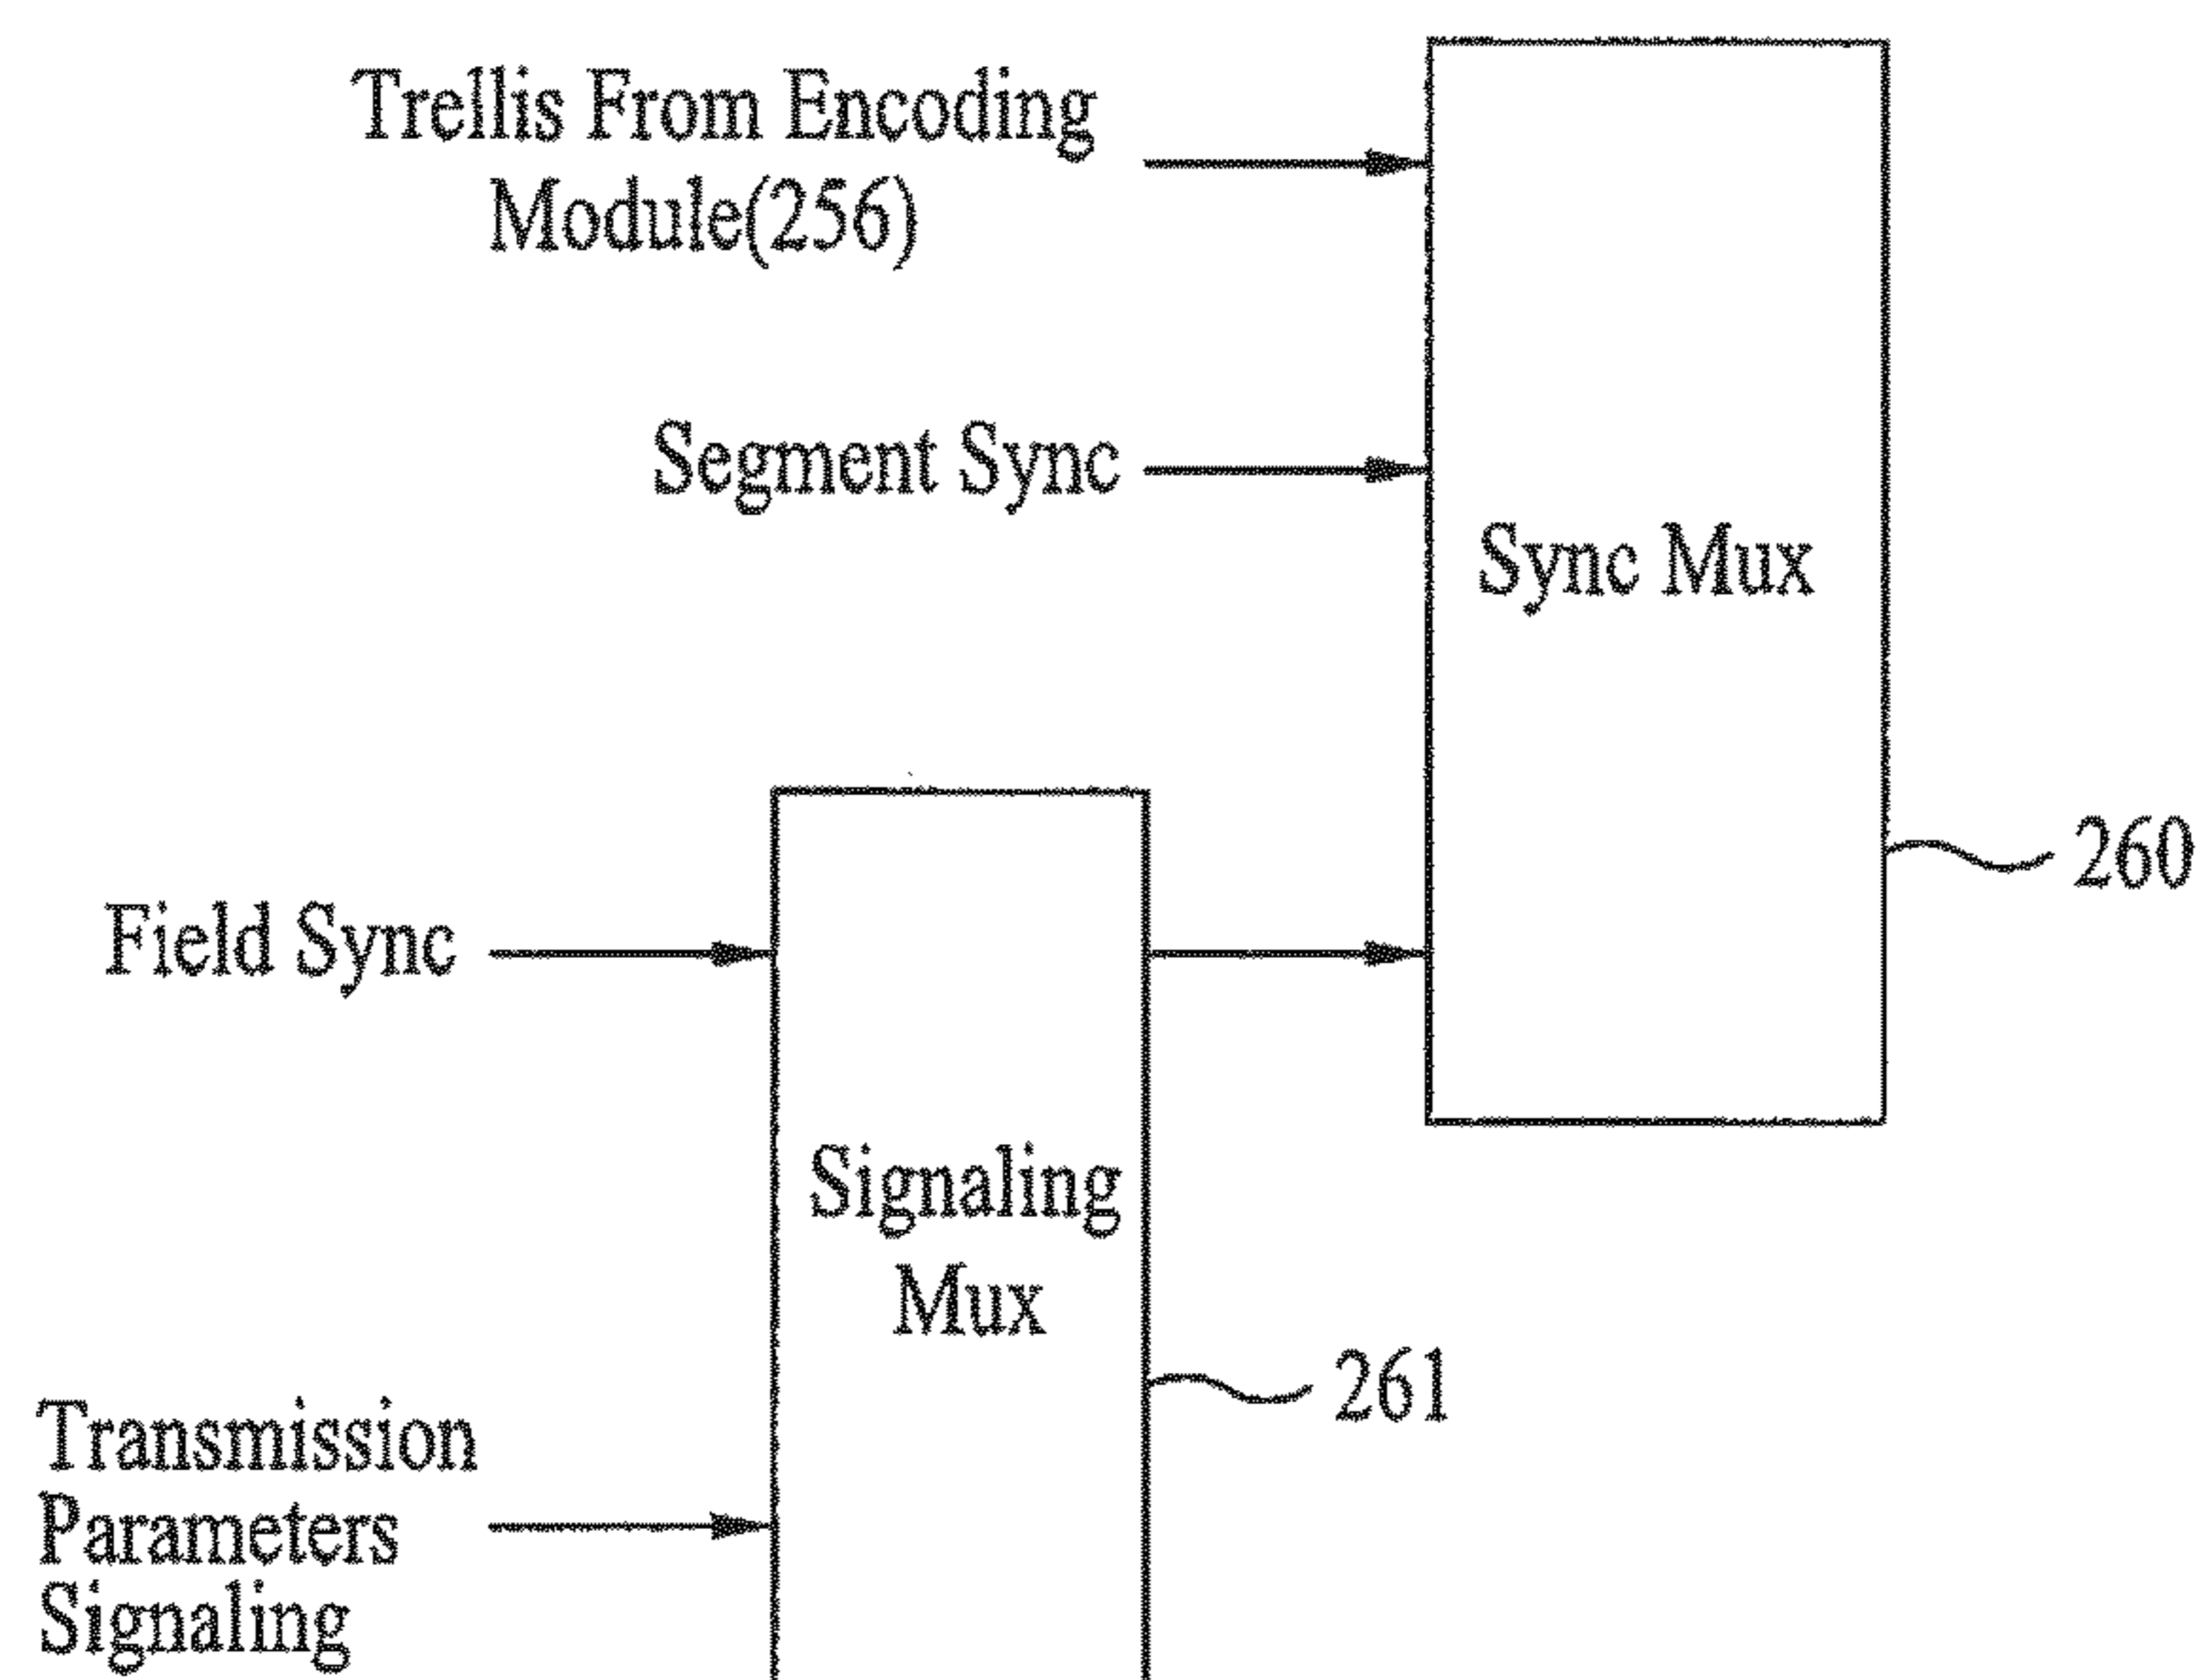 Trellis From Encoding
Module(256)
Segment Sync
Sync Mux
260
Field Sync
Signaling
Mux
261
Transmission
Parameters
Signaling